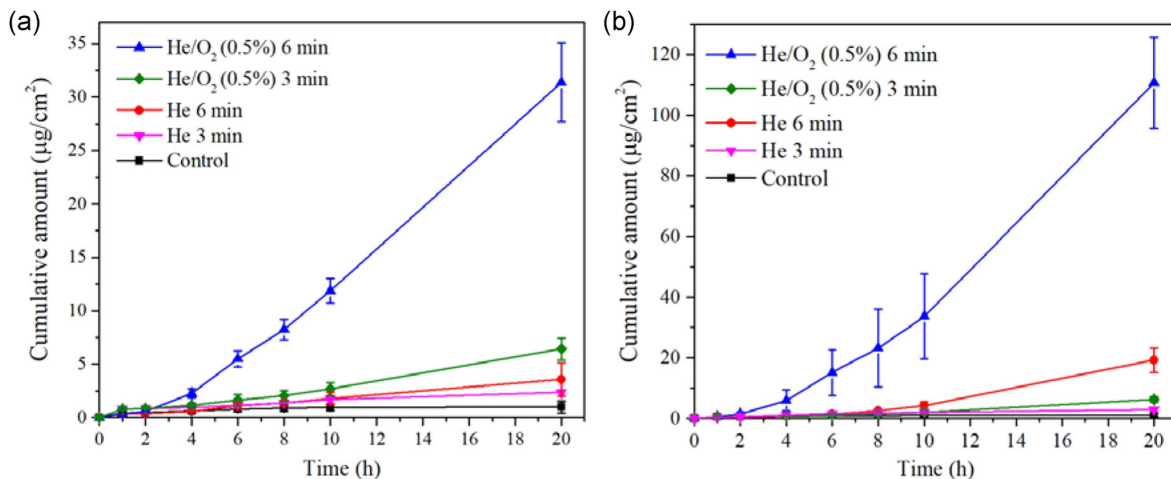 (a)
Cumulative amount (µg/cm²)
35
30
25
20
15
10
5
0
He/O₂ (0.5%) 6 min
He/O₂ (0.5%) 3 min
He 6 min
He 3 min
Control
0 2 4 6 8 10 12 14 16 18 20
Time (h)
(b)
Cumulative amount (µg/cm²)
120
100
80
60
40
20
0
He/O₂ (0.5%) 6 min
He/O₂ (0.5%) 3 min
He 6 min
He 3 min
Control
0 2 4 6 8 10 12 14 16 18 20
Time (h)